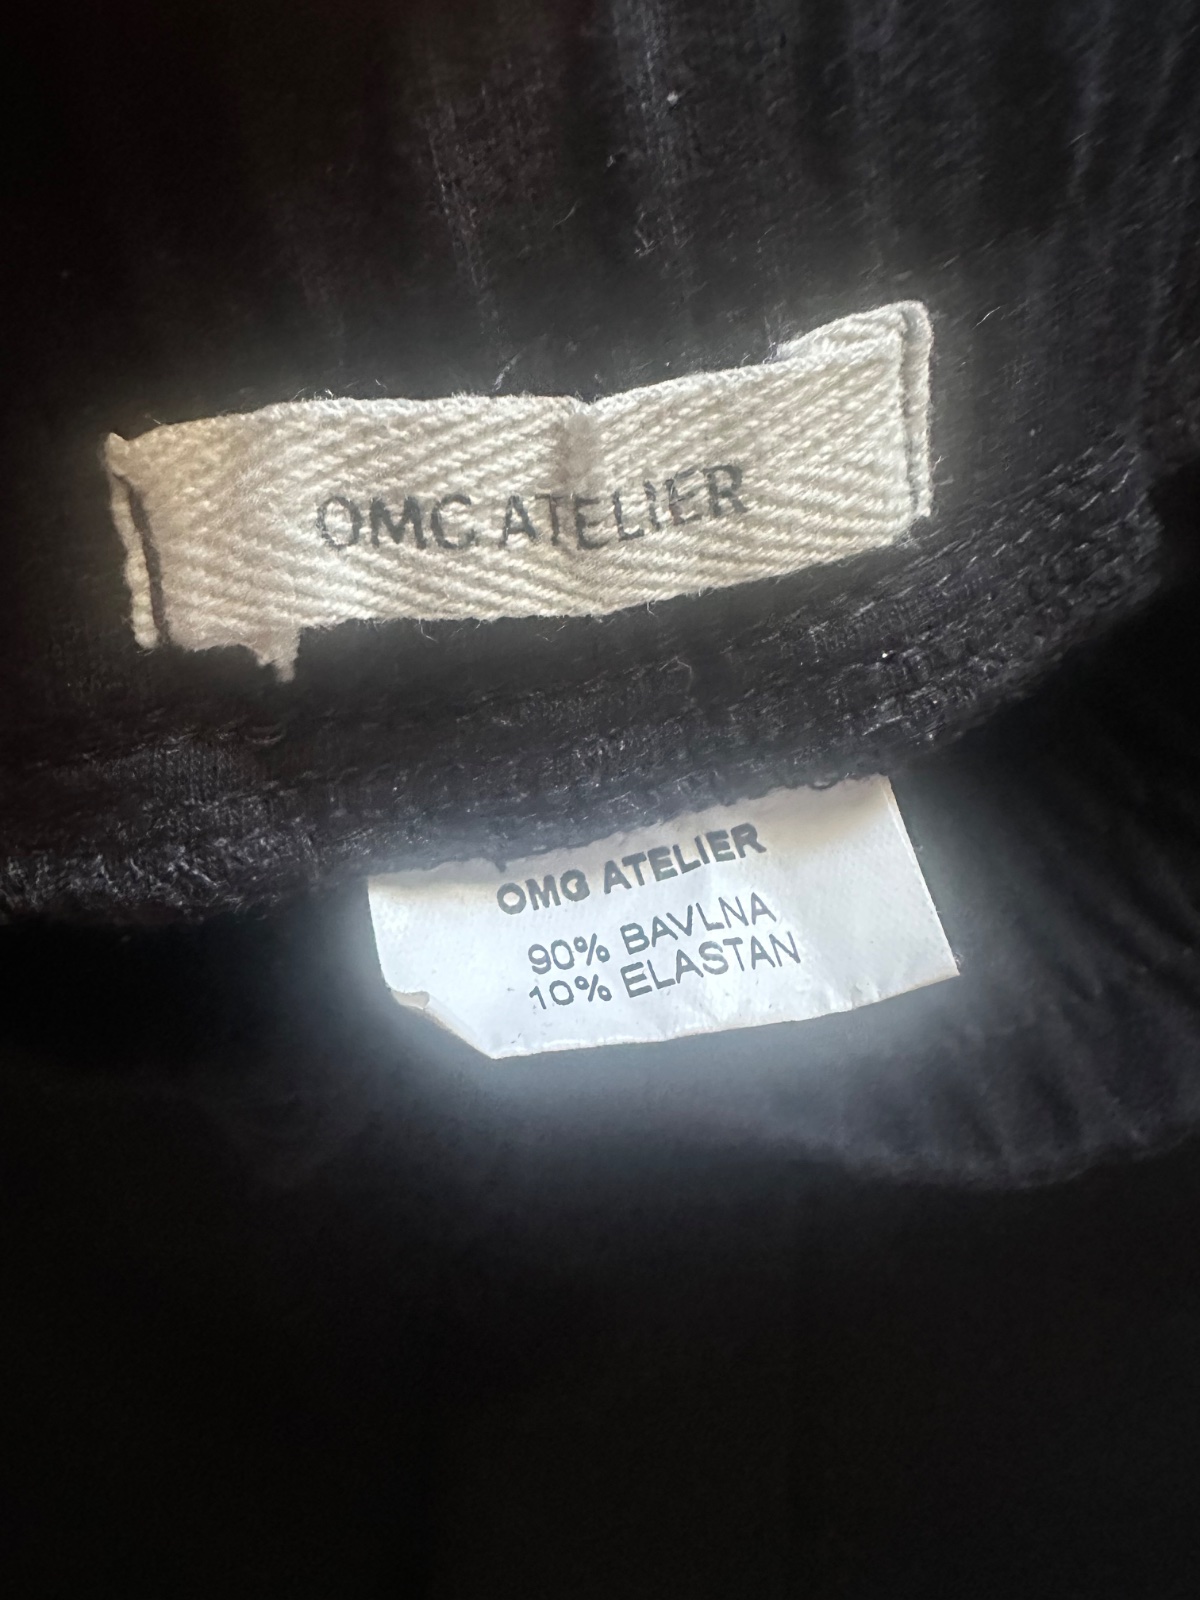 OMG ATELIER
OMG ATELIER
90% BAVLNA
10% ELASTAN